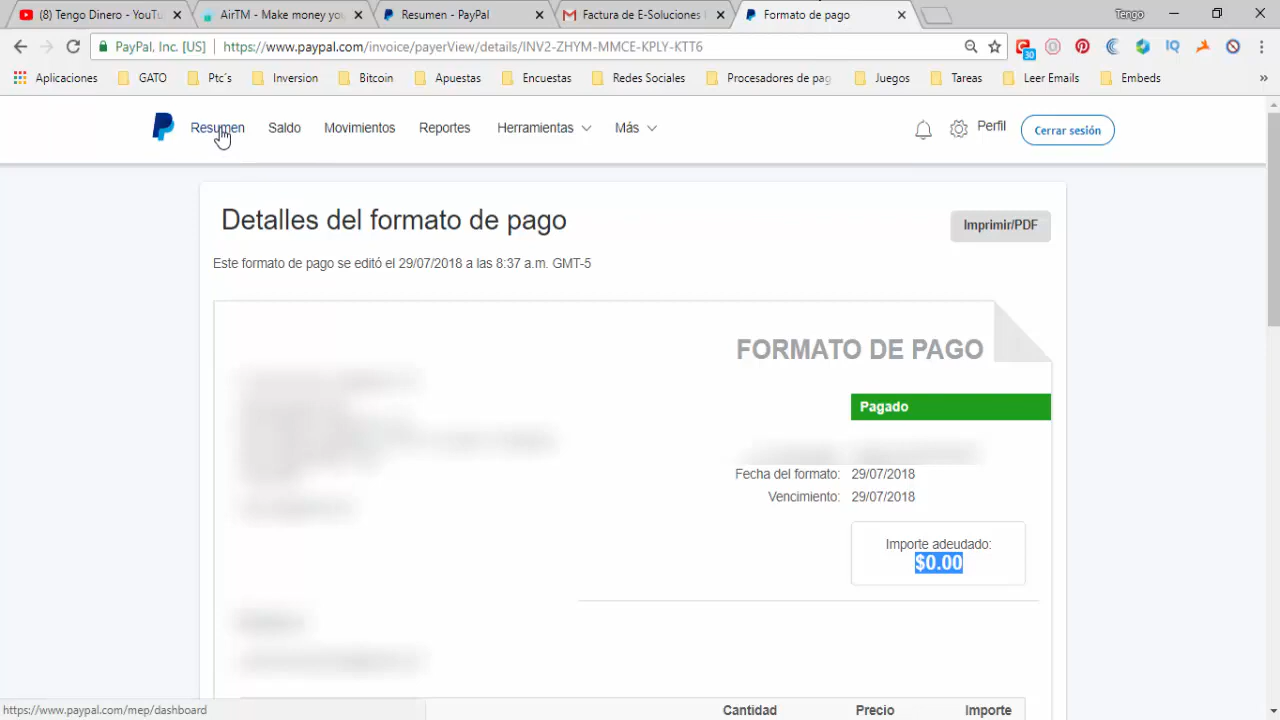 (8) Tengo Dinero - YouTu
AirTM - Make money you
Resumen - PayPal
Factura de E-Soluciones
Formato de pago
Tengo
PayPal, Inc. [US]
https://www.paypal.com/invoice/payerView/details/INV2-ZHYM-MMCE-KPLY-KTT6
30
IQ
Aplicaciones
GATO
Ptc´s
Inversion
Bitcoin
Apuestas
Encuestas
Redes Sociales
Procesadores de pag
Juegos
Tareas
Leer Emails
Embeds
»
Resumen
Saldo
Movimientos
Reportes
Herramientas
Más
Perfil
Cerrar sesión
Detalles del formato de pago
Imprimir/PDF
Este formato de pago se editó el 29/07/2018 a las 8:37 a.m. GMT-5
FORMATO DE PAGO
Pagado
Fecha del formato: 29/07/2018
Vencimiento: 29/07/2018
Importe adeudado:
$0.00
Cantidad
Precio
Importe
https://www.paypal.com/mep/dashboard